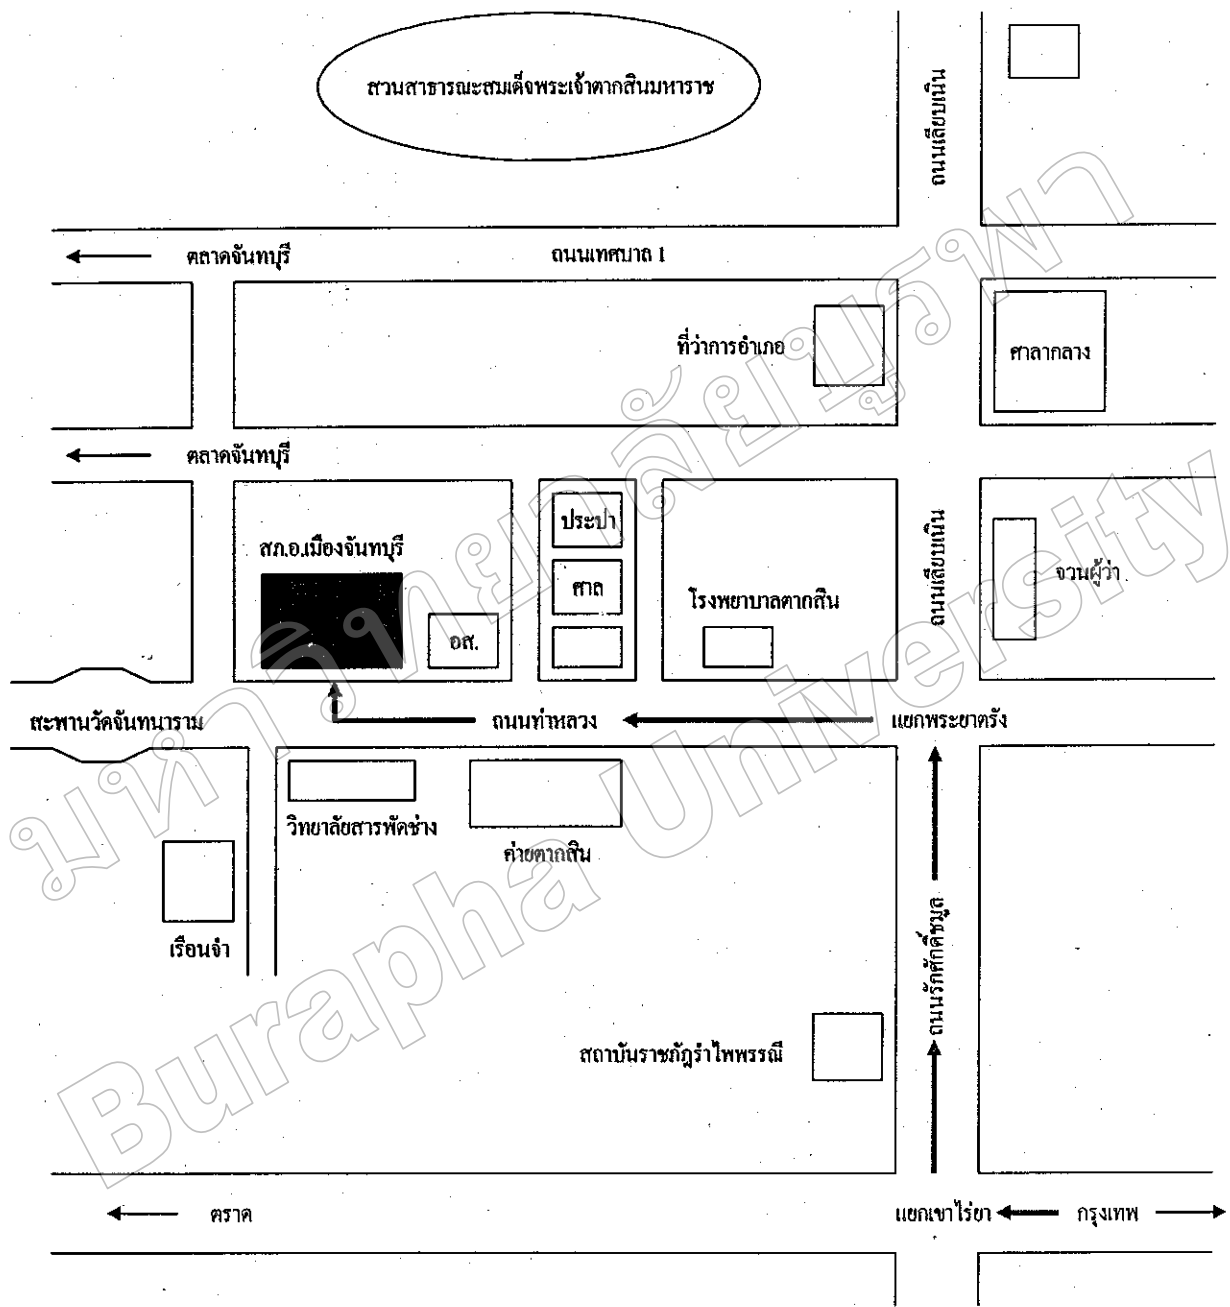 สวนสาธารณะสมเด็จพระเจ้าตากสินมหาราช
ถนนเลียบเนิน
ตลาดจันทบุรี
ถนนเทศบาล 1
ที่ว่าการอำเภอ
ศาลากลาง
ตลาดจันทบุรี
สภ.อ.เมืองจันทบุรี
อส.
ประปา
ศาล
โรงพยาบาลตากสิน
ถนนเลียบเนิน
จวนผู้ว่า
สะพานวัดจันทนาราม
ถนนท่าหลวง
แยกพระยาตรัง
วิทยาลัยสารพัดช่าง
ค่ายตากสิน
เรือนจำ
ถนนรักศักดิ์ชมูล
สถาบันราชภัฎรำไพพรรณี
ตราด
แยกเขาไร่ยา
กรุงเทพ
มหาวิทยาลัยบูรพา
Burapha University